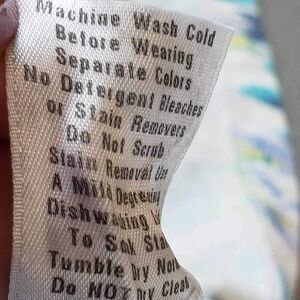 Machine Wash Cold
Before Wearing
Separate Colors
No Detergent Bleaches
or Stain Removers
Do Not Scrub
Stain Removal Use
A Mild Degreasing
Dishwashing
To Soak Stain
Tumble Dry
Do NOT Dry Clean